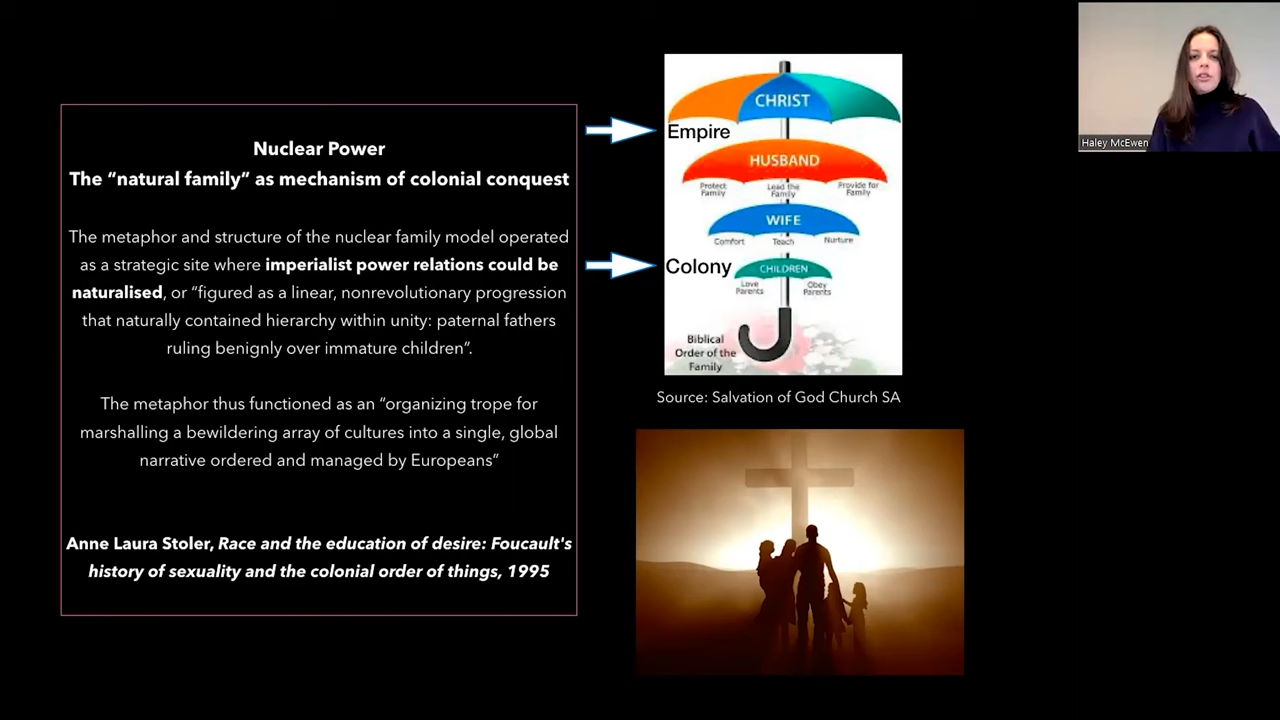 Nuclear Power
The “natural family” as mechanism of colonial conquest
The metaphor and structure of the nuclear family model operated
as a strategic site where imperialist power relations could be
naturalised, or “figured as a linear, nonrevolutionary progression
that naturally contained hierarchy within unity: paternal fathers
ruling benignly over immature children”.
The metaphor thus functioned as an “organizing trope for
marshalling a bewildering array of cultures into a single, global
narrative ordered and managed by Europeans”
Anne Laura Stoler, Race and the education of desire: Foucault's
history of sexuality and the colonial order of things, 1995
CHRIST
Empire
HUSBAND
Protect Family
Lead the Family
Provide for Family
WIFE
Comfort Teach Nurture
Colony
CHILDREN
Love Parents
Obey Parents
Biblical
Order of the
Family
Source: Salvation of God Church SA
Haley McEwen